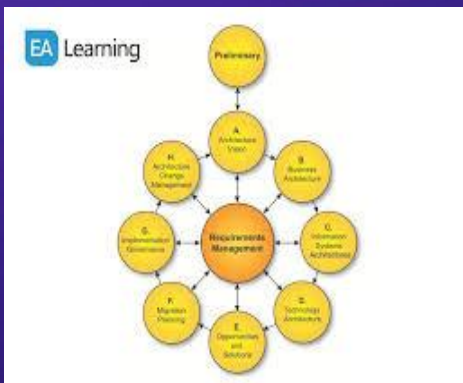 EA Learning
Preliminary
A.
Architecture
Vision
H.
Architecture
Change
Management
B.
Business
Architecture
G.
Implementation
Governance
Requirements
Management
C.
Information
Systems
Architectures
F.
Migration
Planning
D.
Technology
Architecture
E.
Opportunities
and
Solutions